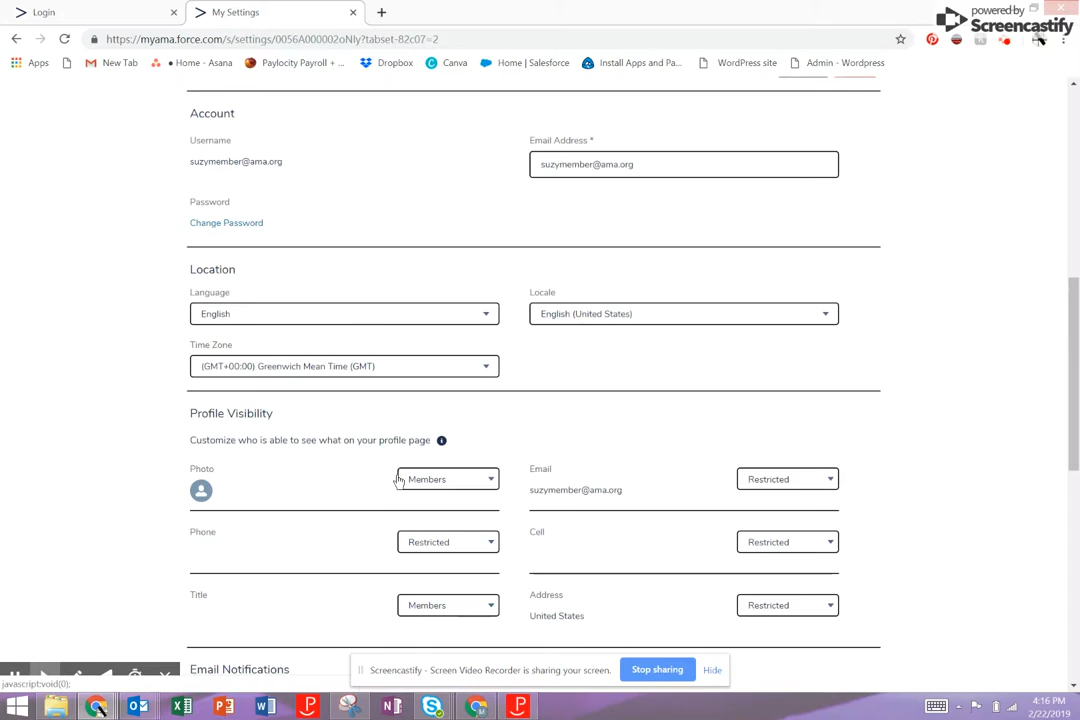 Login
My Settings
powered by
Screencastify
https://myama.force.com/s/settings/0056A000002oNIy?tabset-82c07=2
Apps
New Tab
• Home - Asana
Paylocity Payroll + ...
Dropbox
Canva
Home | Salesforce
Install Apps and Pa...
WordPress site
Admin - Wordpress
Account
Username
suzymember@ama.org
Email Address *
suzymember@ama.org
Password
Change Password
Location
Language
English
Locale
English (United States)
Time Zone
(GMT+00:00) Greenwich Mean Time (GMT)
Profile Visibility
Customize who is able to see what on your profile page
Photo
Members
Email
suzymember@ama.org
Restricted
Phone
Restricted
Cell
Restricted
Title
Members
Address
United States
Restricted
Email Notifications
Screencastify - Screen Video Recorder is sharing your screen.
Stop sharing
Hide
javascript:void(0);
4:16 PM
2/22/2019